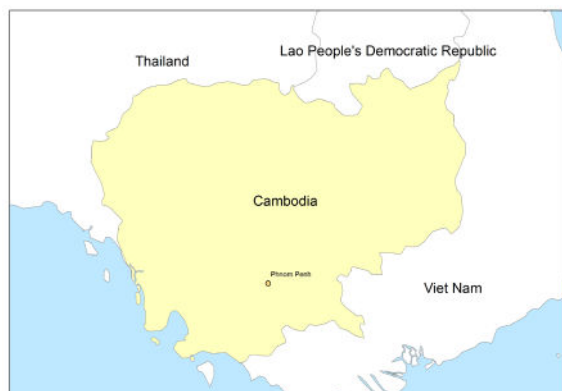 Lao People's Democratic Republic
Thailand
Cambodia
Phnom Penh
Viet Nam